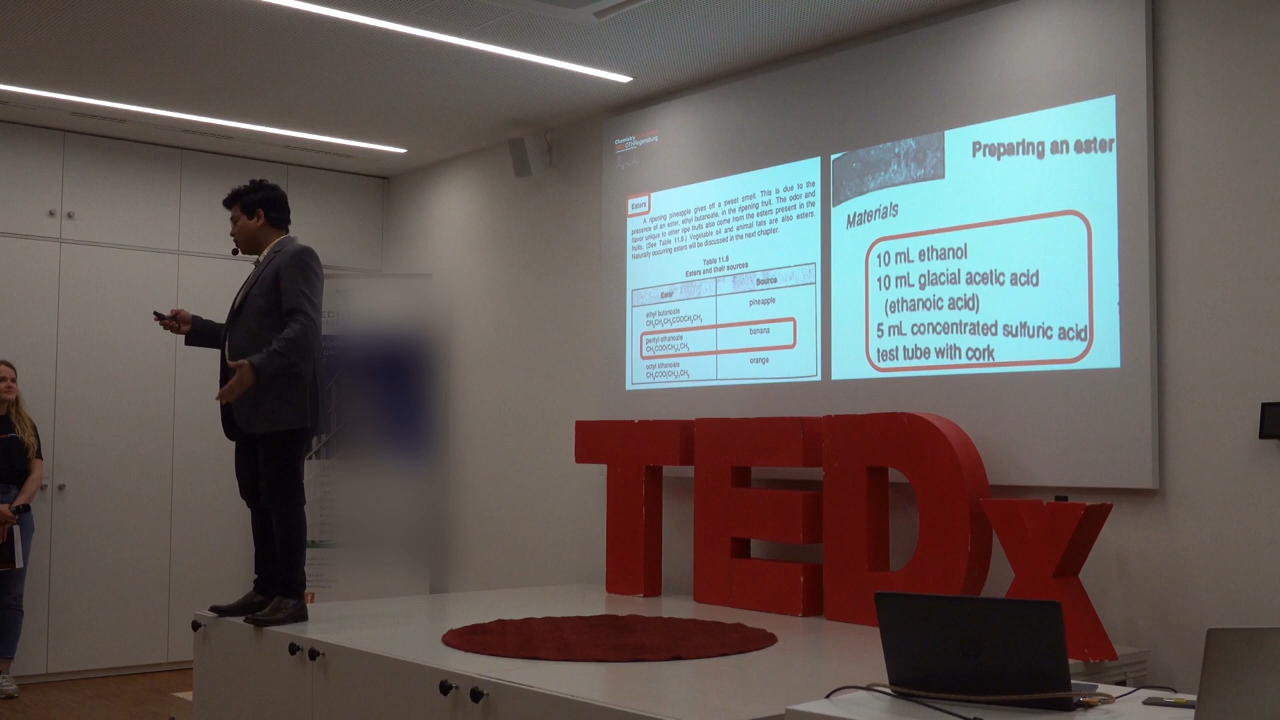 Chemistry
Esters
A ripening pineapple gives off a sweet smell. This is due to the
presence of an ester, ethyl butanoate, in the ripening fruit. The odor and
flavor unique to other ripe fruits also come from the esters present in the
fruits. (See Table 11.8.) Vegetable oil and animal fats are also esters.
Naturally occurring esters will be discussed in the next chapter.
Table 11.8
Esters and their sources
Ester Source
ethyl butanoate pineapple
CH₃CH₂CH₂COOCH₂CH₃
pentyl ethanoate banana
octyl ethanoate orange
Preparing an ester
Materials
10 mL ethanol
10 mL glacial acetic acid
(ethanoic acid)
5 mL concentrated sulfuric acid
test tube with cork
TEDx